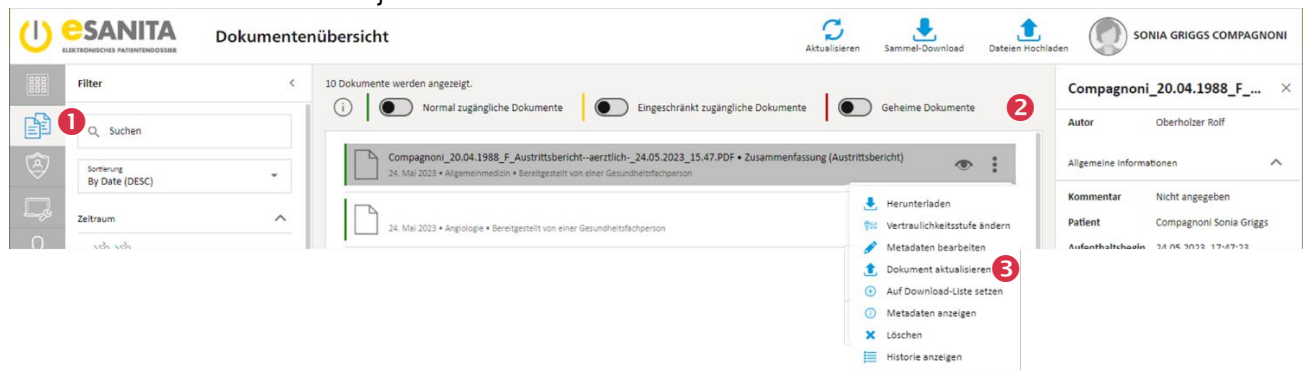 eSANITA
ELEKTRONISCHES PATIENTENDOSSIER
Dokumentenübersicht
Aktualisieren
Sammel-Download
Dateien Hochladen
SONIA GRIGGS COMPAGNONI
1
Filter
Suchen
Sortierung
By Date (DESC)
Zeitraum
10 Dokumente werden angezeigt.
Normal zugängliche Dokumente
Eingeschränkt zugängliche Dokumente
Geheime Dokumente
2
Compagnoni_20.04.1988_F_Austrittsbericht--aerztlich-_24.05.2023_15.47.PDF • Zusammenfassung (Austrittsbericht)
24. Mai 2023 • Allgemeinmedizin • Bereitgestellt von einer Gesundheitsfachperson
24. Mai 2023 • Angiologie • Bereitgestellt von einer Gesundheitsfachperson
Herunterladen
Vertraulichkeitsstufe ändern
Metadaten bearbeiten
Dokument aktualisieren
3
Auf Download-Liste setzen
Metadaten anzeigen
Löschen
Historie anzeigen
Compagnoni_20.04.1988_F_...
Autor Oberholzer Rolf
Allgemeine Informationen
Kommentar Nicht angegeben
Patient Compagnoni Sonia Griggs
Aufenthaltsbegin 24.05.2023, 17:47:23